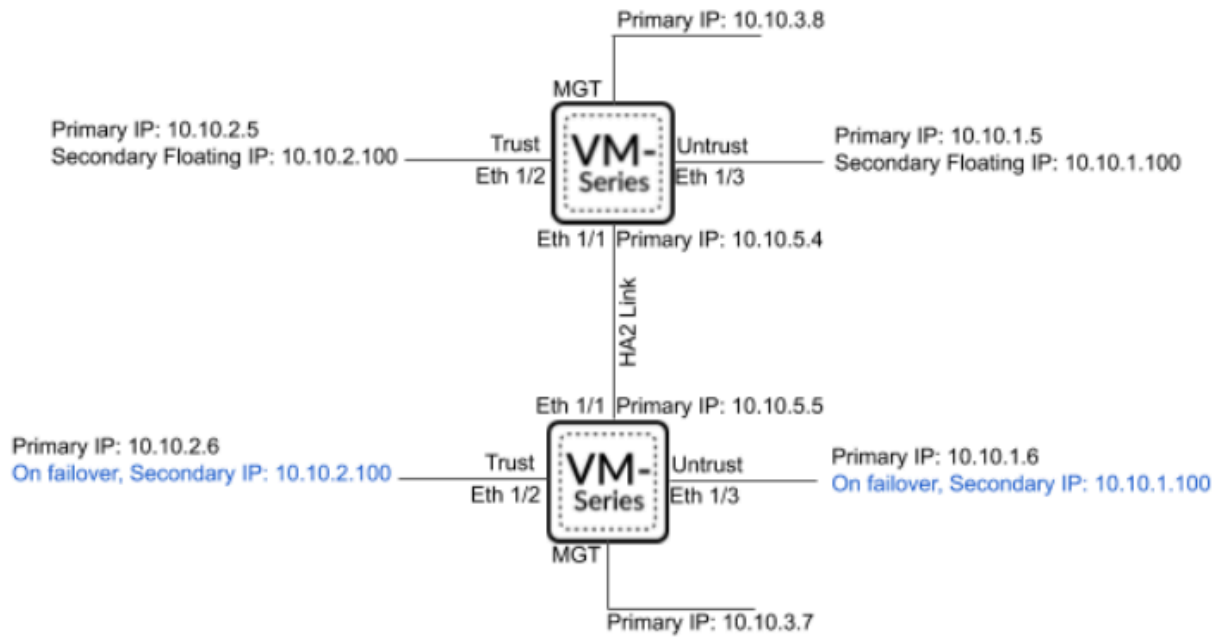 Primary IP: 10.10.3.8
MGT
Primary IP: 10.10.2.5
Secondary Floating IP: 10.10.2.100
Trust
Eth 1/2
VM-
Series
Untrust
Eth 1/3
Primary IP: 10.10.1.5
Secondary Floating IP: 10.10.1.100
Eth 1/1 Primary IP: 10.10.5.4
HA2 Link
Eth 1/1 Primary IP: 10.10.5.5
Primary IP: 10.10.2.6
On failover, Secondary IP: 10.10.2.100
Trust
Eth 1/2
VM-
Series
Untrust
Eth 1/3
Primary IP: 10.10.1.6
On failover, Secondary IP: 10.10.1.100
MGT
Primary IP: 10.10.3.7